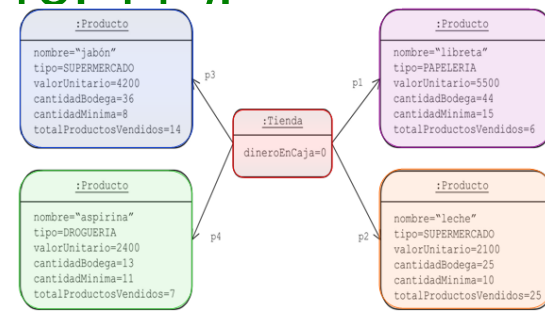 :Producto
nombre="jabón"
tipo=SUPERMERCADO
valorUnitario=4200
cantidadBodega=36
cantidadMinima=8
totalProductosVendidos=14
:Producto
nombre="libreta"
tipo=PAPELERIA
valorUnitario=5500
cantidadBodega=44
cantidadMinima=15
totalProductosVendidos=6
p3
p1
:Tienda
dineroEnCaja=0
:Producto
nombre="aspirina"
tipo=DROGUERIA
valorUnitario=2400
cantidadBodega=13
cantidadMinima=11
totalProductosVendidos=7
p4
p2
:Producto
nombre="leche"
tipo=SUPERMERCADO
valorUnitario=2100
cantidadBodega=25
cantidadMinima=10
totalProductosVendidos=25